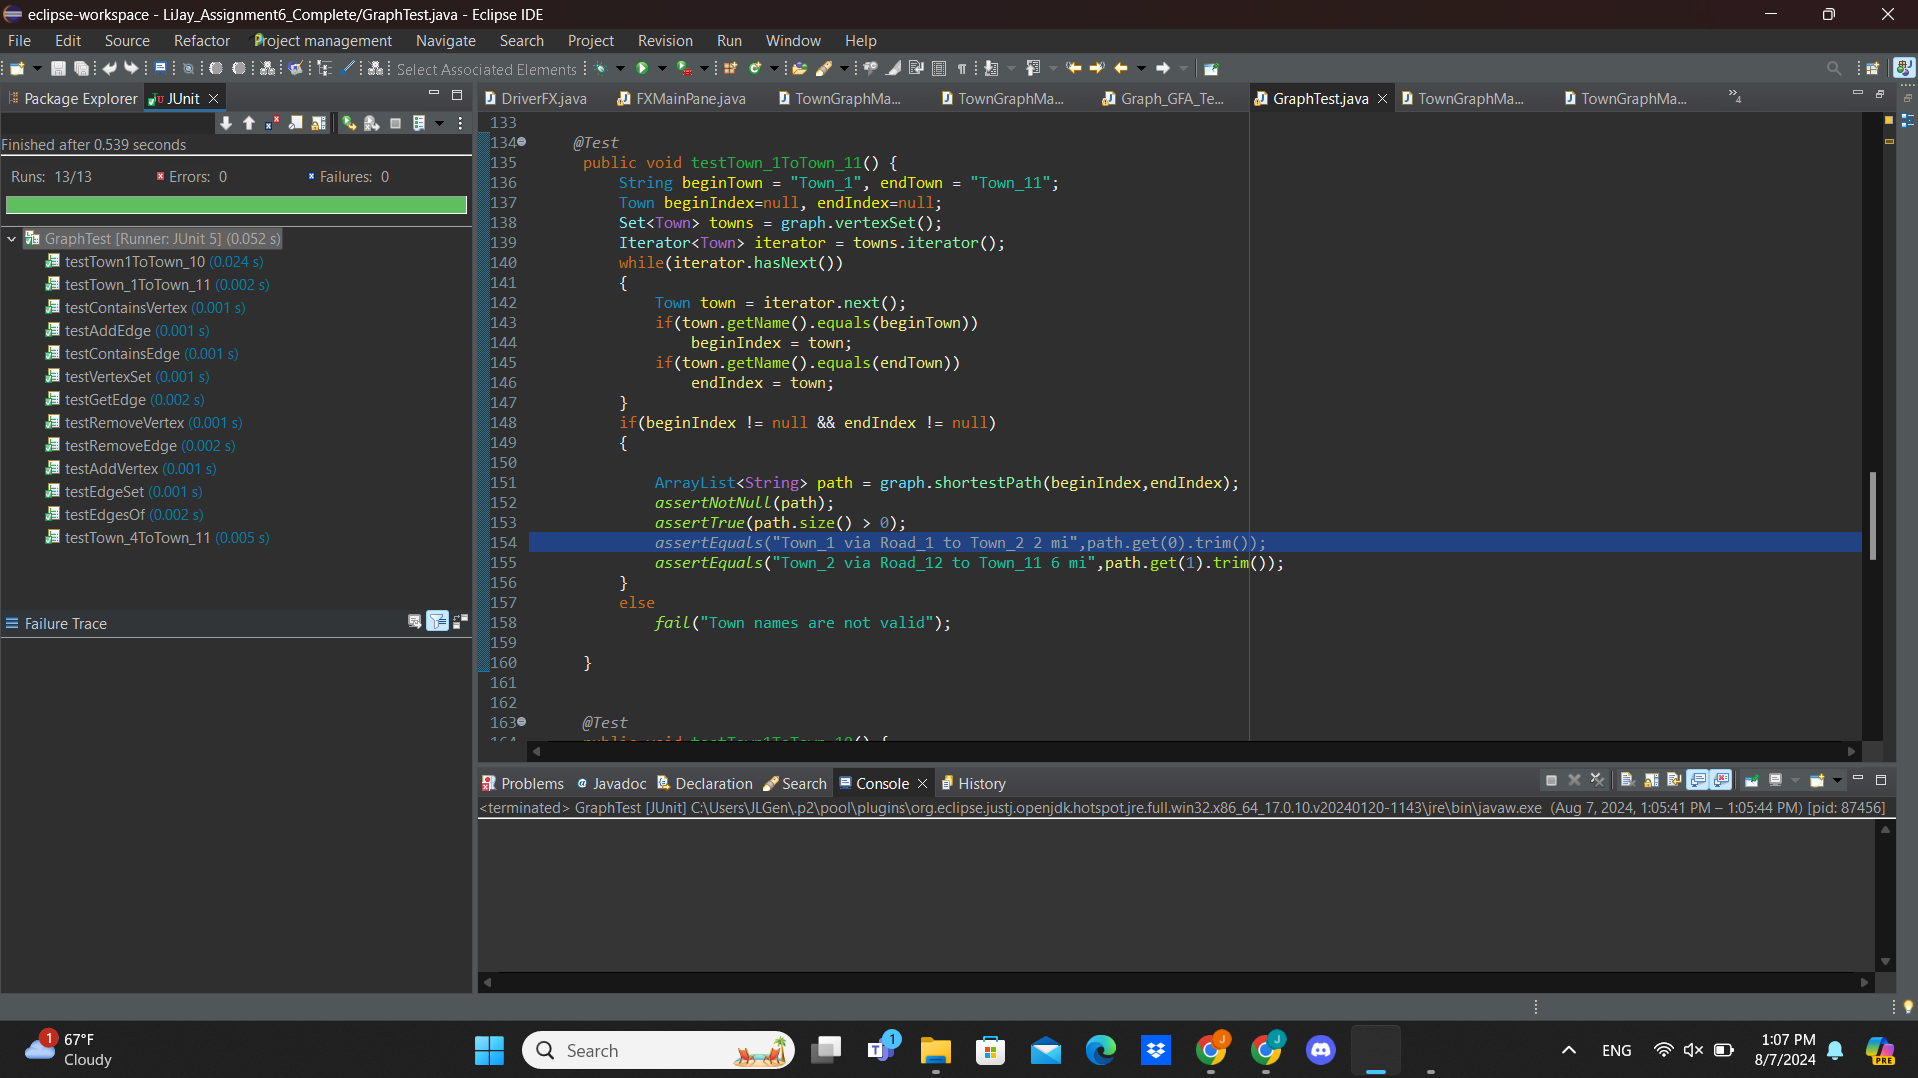 eclipse-workspace - LiJay_Assignment6_Complete/GraphTest.java - Eclipse IDE
File Edit Source Refactor Project management Navigate Search Project Refactor Revision Run Window Help
Select Associated Elements
Package Explorer JUnit
DriverFX.java FXMainPane.java TownGraphMa... TownGraphMa... Graph_GFA_Te... GraphTest.java TownGraphMa... TownGraphMa... 4
Finished after 0.539 seconds
Runs: 13/13 Errors: 0 Failures: 0
GraphTest [Runner: JUnit 5] (0.052 s)
testTown1ToTown_10 (0.024 s)
testTown_1ToTown_11 (0.002 s)
testContainsVertex (0.001 s)
testAddEdge (0.001 s)
testContainsEdge (0.001 s)
testVertexSet (0.001 s)
testGetEdge (0.002 s)
testRemoveVertex (0.001 s)
testRemoveEdge (0.002 s)
testAddVertex (0.001 s)
testEdgeSet (0.001 s)
testEdgesOf (0.002 s)
testTown_4ToTown_11 (0.005 s)
Failure Trace
133
134 @Test
135 public void testTown_1ToTown_11() {
136 String beginTown = "Town_1", endTown = "Town_11";
137 Town beginIndex=null, endIndex=null;
138 Set<Town> towns = graph.vertexSet();
139 Iterator<Town> iterator = towns.iterator();
140 while(iterator.hasNext())
141 {
142 Town town = iterator.next();
143 if(town.getName().equals(beginTown))
144 beginIndex = town;
145 if(town.getName().equals(endTown))
146 endIndex = town;
147 }
148 if(beginIndex != null && endIndex != null)
149 {
150
151 ArrayList<String> path = graph.shortestPath(beginIndex,endIndex);
152 assertNotNull(path);
153 assertTrue(path.size() > 0);
154 assertEquals("Town_1 via Road_1 to Town_2 2 mi",path.get(0).trim());
155 assertEquals("Town_2 via Road_12 to Town_11 6 mi",path.get(1).trim());
156 }
157 else
158 fail("Town names are not valid");
159
160 }
161
162
163 @Test
164 public void testTown1ToTown_10() {
Problems Javadoc Declaration Search Console History
<terminated> GraphTest [JUnit] C:\Users\JLGen\.p2\pool\plugins\org.eclipse.justj.openjdk.hotspot.jre.full.win32.x86_64_17.0.10.v20240120-1143\jre\bin\javaw.exe (Aug 7, 2024, 1:05:41 PM – 1:05:44 PM) [pid: 87456]
1 67°F
Cloudy
Search
1
J
J
ENG
1:07 PM
8/7/2024
PRE